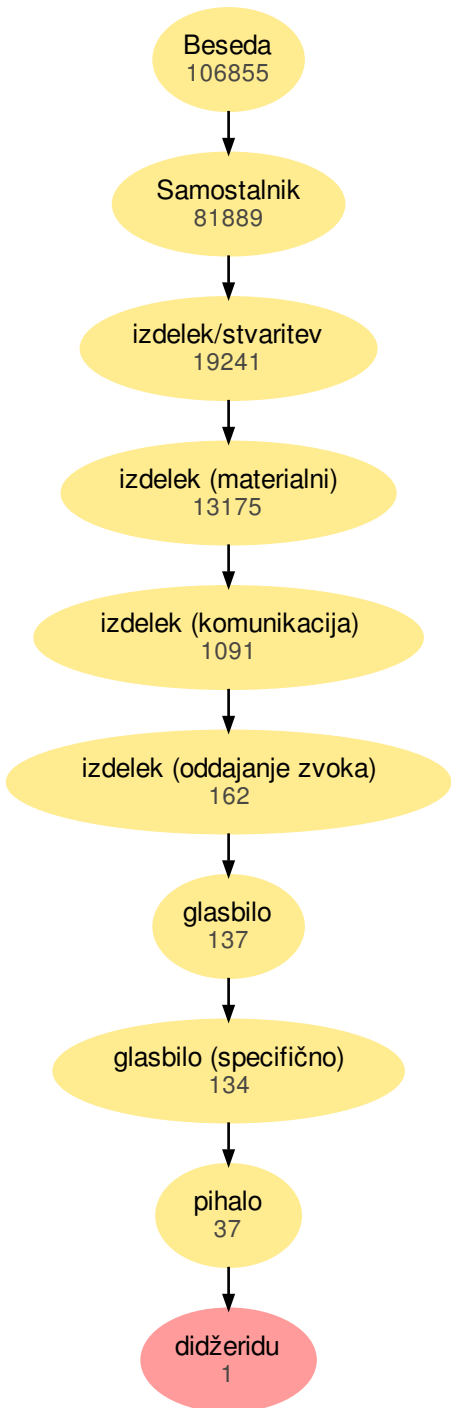 Beseda
106855
Samostalnik
81889
izdelek/stvaritev
19241
izdelek (materialni)
13175
izdelek (komunikacija)
1091
izdelek (oddajanje zvoka)
162
glasbilo
137
glasbilo (specifično)
134
pihalo
37
didžeridu
1